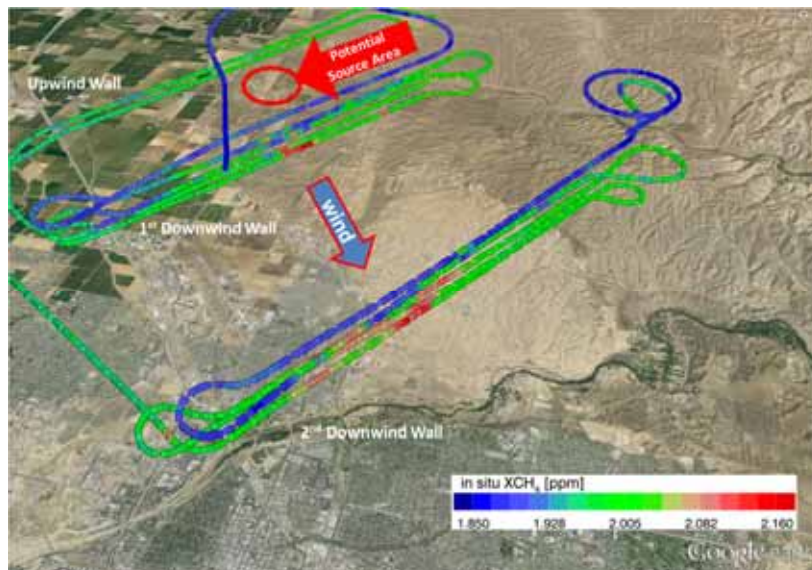 Potential
Source Area
Upwind Wall
1st Downwind Wall
wind
2nd Downwind Wall
in situ XCH4 [ppm]
1.850 1.928 2.005 2.082 2.160
Google